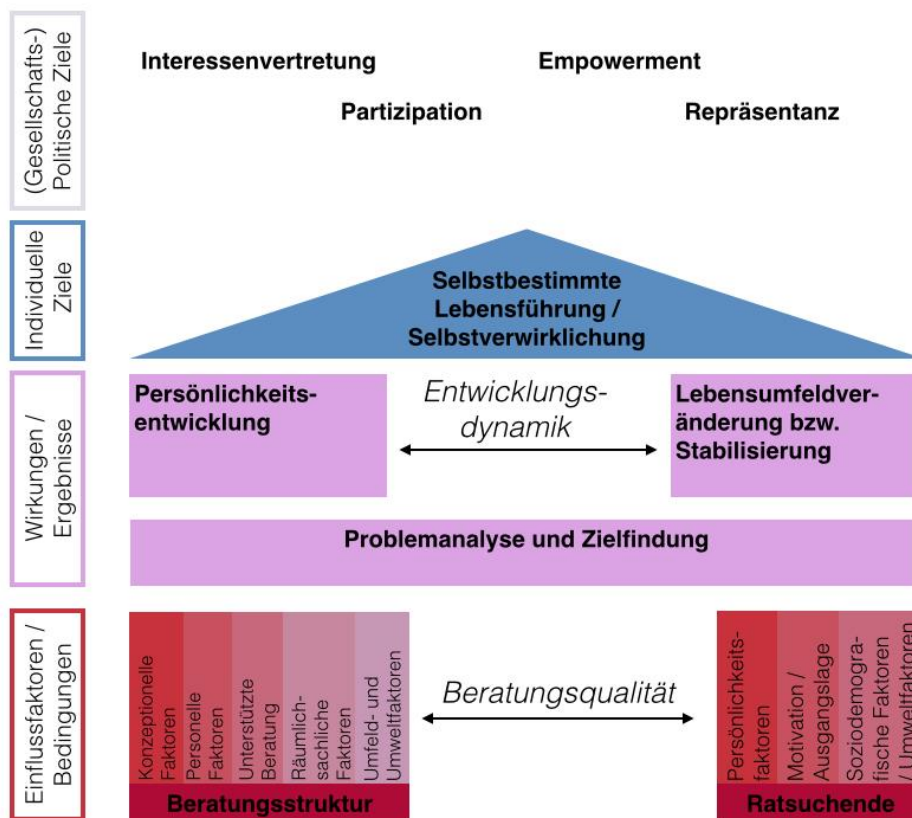 (Gesellschafts-)
Politische Ziele
Interessenvertretung
Empowerment
Partizipation
Repräsentanz
Individuelle
Ziele
Selbstbestimmte
Lebensführung /
Selbstverwirklichung
Wirkungen /
Ergebnisse
Persönlichkeits-
entwicklung
Entwicklungs-
dynamik
Lebensumfeldver-
änderung bzw.
Stabilisierung
Problemanalyse und Zielfindung
Einflussfaktoren /
Bedingungen
Konzeptionelle
Faktoren
Personelle
Faktoren
Unterstützte
Beratung
Räumlich-
sächliche
Faktoren
Umfeld- und
Umweltfaktoren
Beratungsstruktur
Beratungsqualität
Persönlichkeits-
faktoren
Motivation /
Ausgangslage
Soziodemogra-
fische Faktoren
/ Umweltfaktoren
Ratsuchende